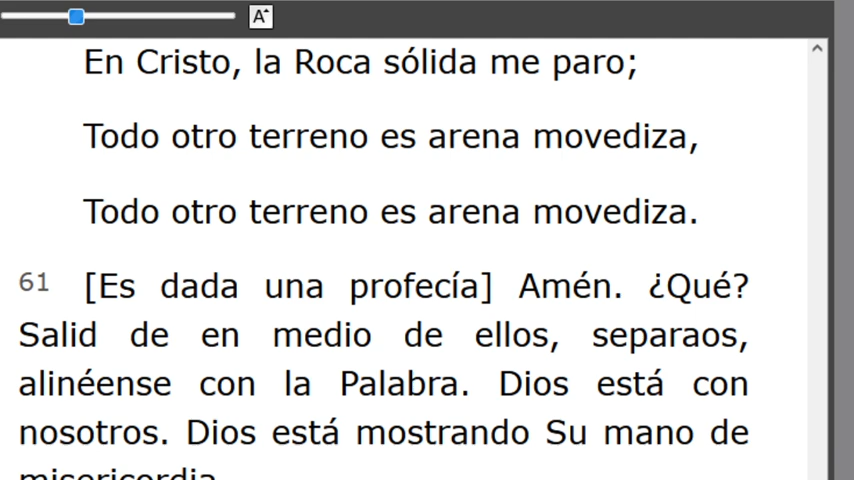 A
En Cristo, la Roca sólida me paro;
Todo otro terreno es arena movediza,
Todo otro terreno es arena movediza.
61 [Es dada una profecía] Amén. ¿Qué?
Salid de en medio de ellos, separaos,
alinéense con la Palabra. Dios está con
nosotros. Dios está mostrando Su mano de
misericordia.